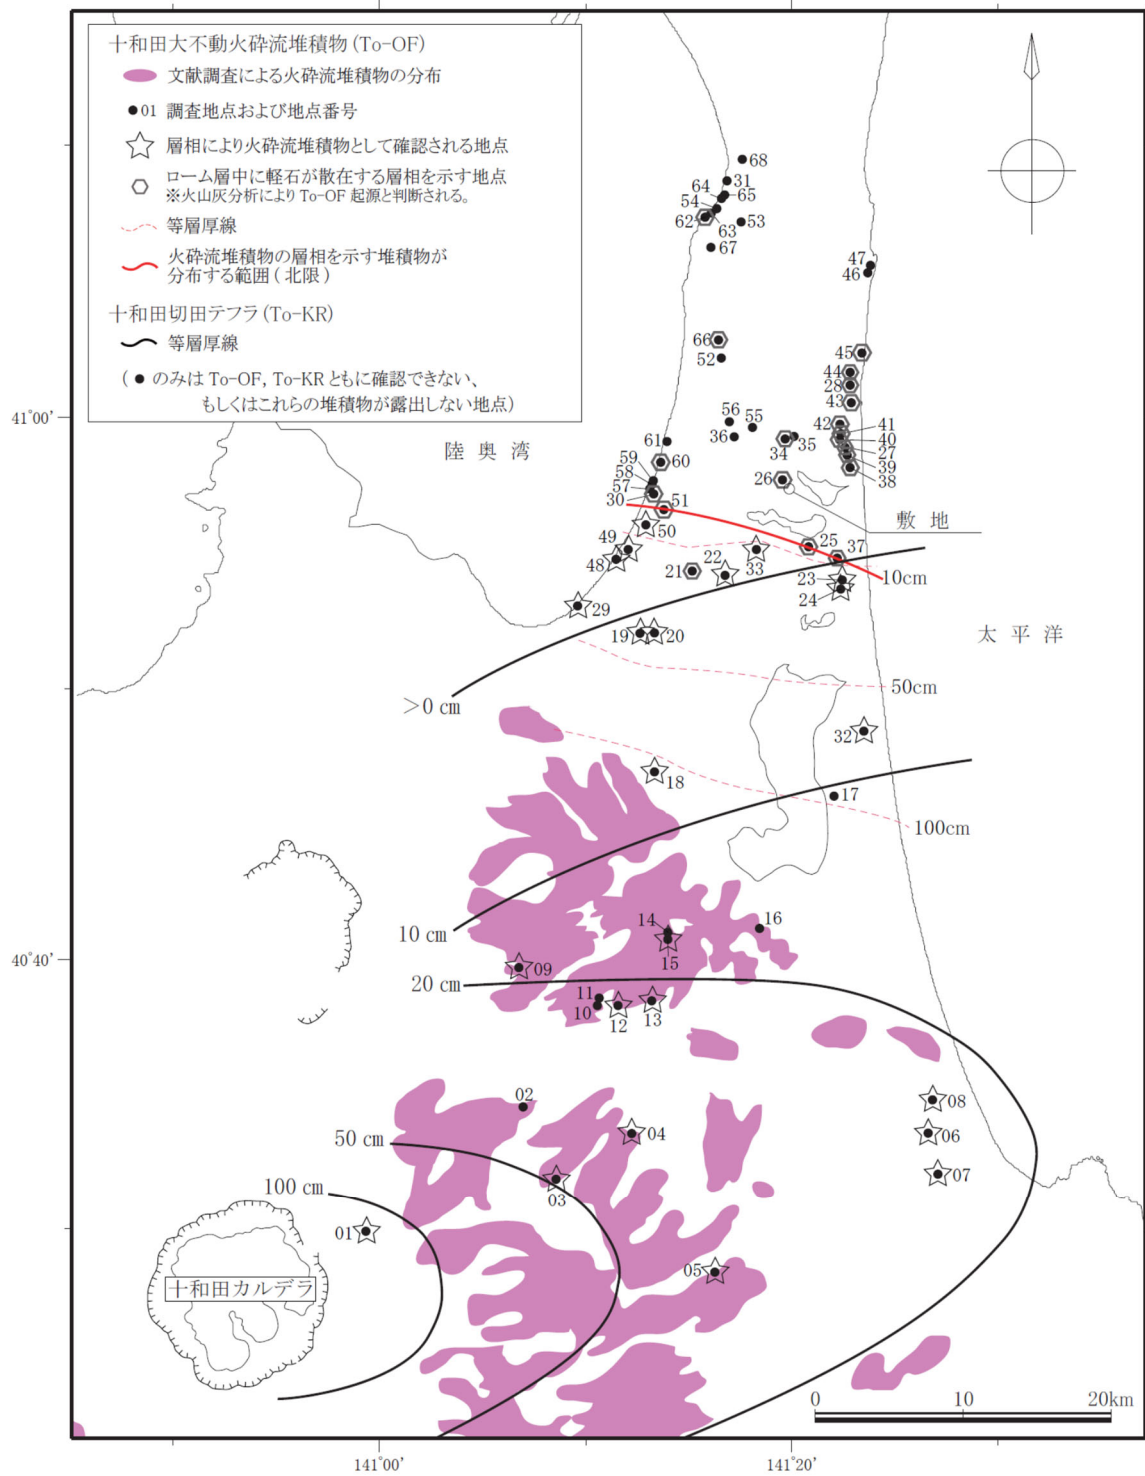 十和田大不動火砕流堆積物(To-OF)
文献調査による火砕流堆積物の分布
01 調査地点および地点番号
層相により火砕流堆積物として確認される地点
ローム層中に軽石が散在する層相を示す地点
※火山灰分析により To-OF 起源と判断される。
等層厚線
火砕流堆積物の層相を示す堆積物が
分布する範囲(北限)
十和田切田テフラ(To-KR)
等層厚線
(● のみは To-OF, To-KR ともに確認できない、
もしくはこれらの堆積物が露出しない地点)
68
31
64
65
54
62
63
53
67
47
46
66
52
45
44
28
43
41°00'
56
55
42
41
36
35
40
61
34
27
陸奥湾
60
39
59
38
58
26
57
30
51
敷地
50
25
49
37
48
22
33
21
23
10cm
24
29
19
20
太平洋
50cm
>0 cm
32
18
17
100cm
10 cm
14
16
15
40°40'
09
20 cm
11
10
12
13
02
08
50 cm
04
06
03
07
100 cm
01
05
十和田カルデラ
0 10 20km
141°00' 141°20'